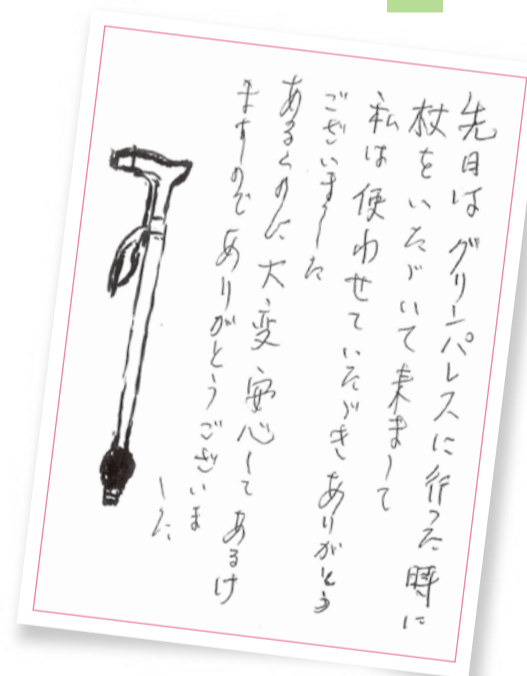 先日はグリーンパレスに行った時に
杖をいただいて来まして
私は使わせていただきありがとう
ございました
あるくのに大変安心してあるけ
ますのでありがとうございま
した